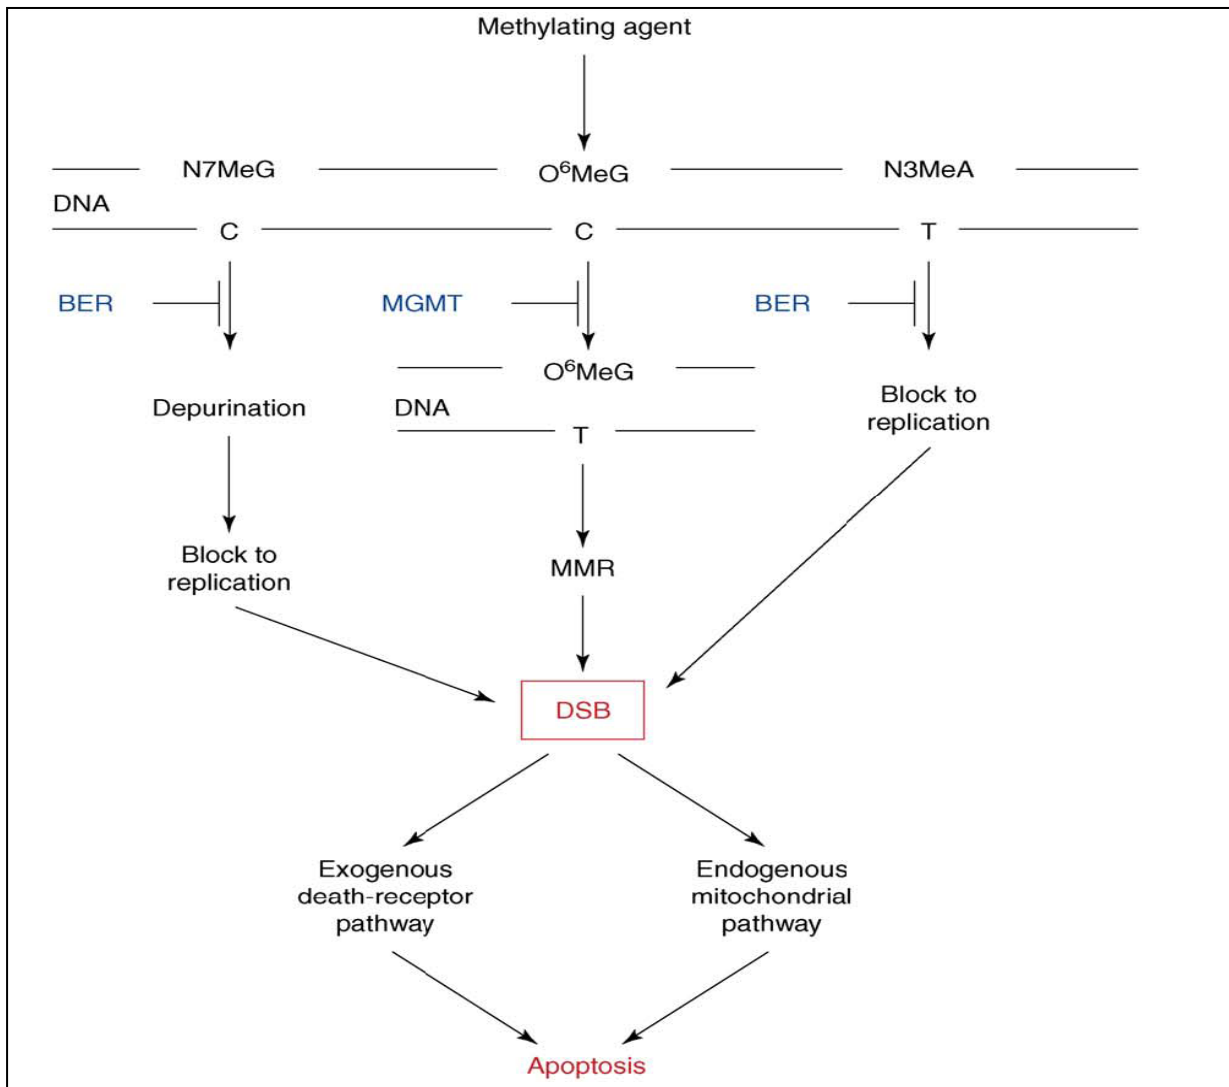 Methylating agent
N7MeG
O⁶MeG
N3MeA
DNA
C
C
T
BER
MGMT
BER
O⁶MeG
DNA
T
Depurination
Block to
replication
Block to
replication
MMR
DSB
Exogenous
death-receptor
pathway
Endogenous
mitochondrial
pathway
Apoptosis